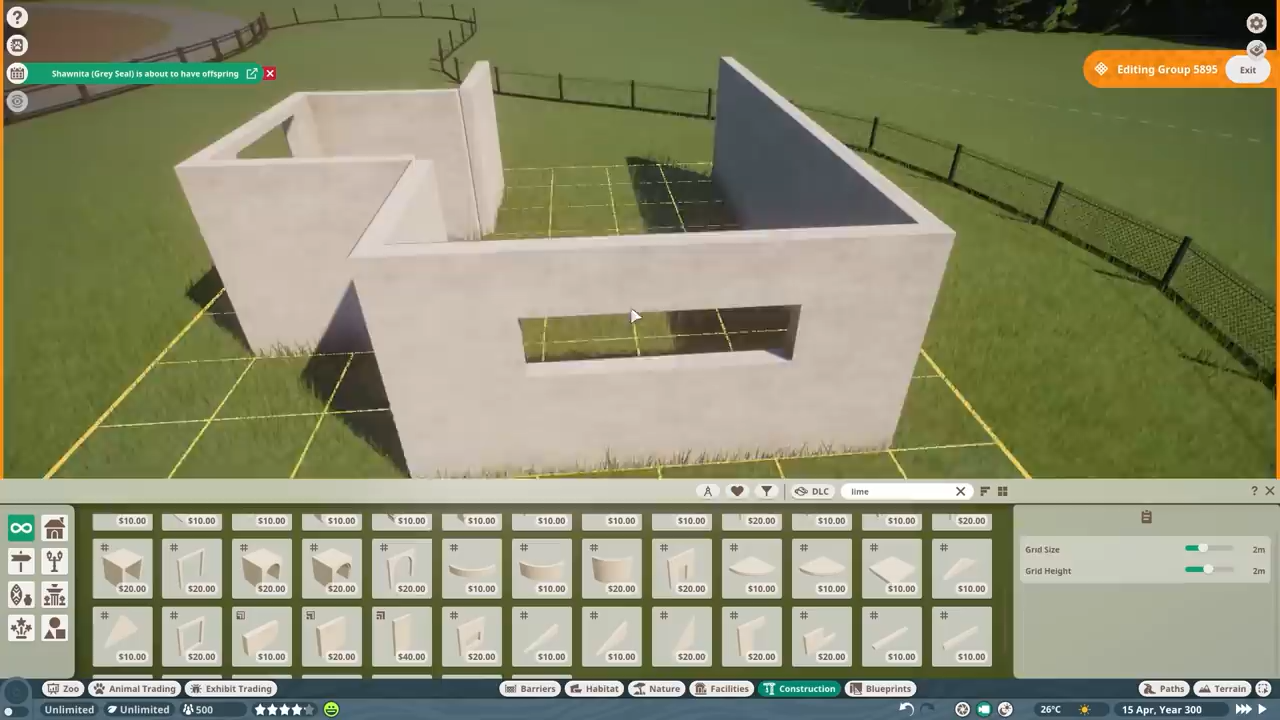 ?
Shawnita (Grey Seal) is about to have offspring
Editing Group 5895
Exit
DLC
lime
?
$10.00 $10.00 $10.00 $10.00 $10.00 $10.00 $10.00 $10.00 $10.00 $20.00 $10.00 $10.00 $20.00
$20.00 $20.00 $20.00 $20.00 $20.00 $10.00 $10.00 $20.00 $20.00 $10.00 $10.00 $10.00 $10.00
$10.00 $20.00 $10.00 $20.00 $40.00 $20.00 $10.00 $10.00 $20.00 $20.00 $20.00 $10.00 $10.00
Grid Size 2m
Grid Height 2m
Zoo Animal Trading Exhibit Trading Barriers Habitat Nature Facilities Construction Blueprints Paths Terrain
Unlimited Unlimited 500 26°C 15 Apr, Year 300